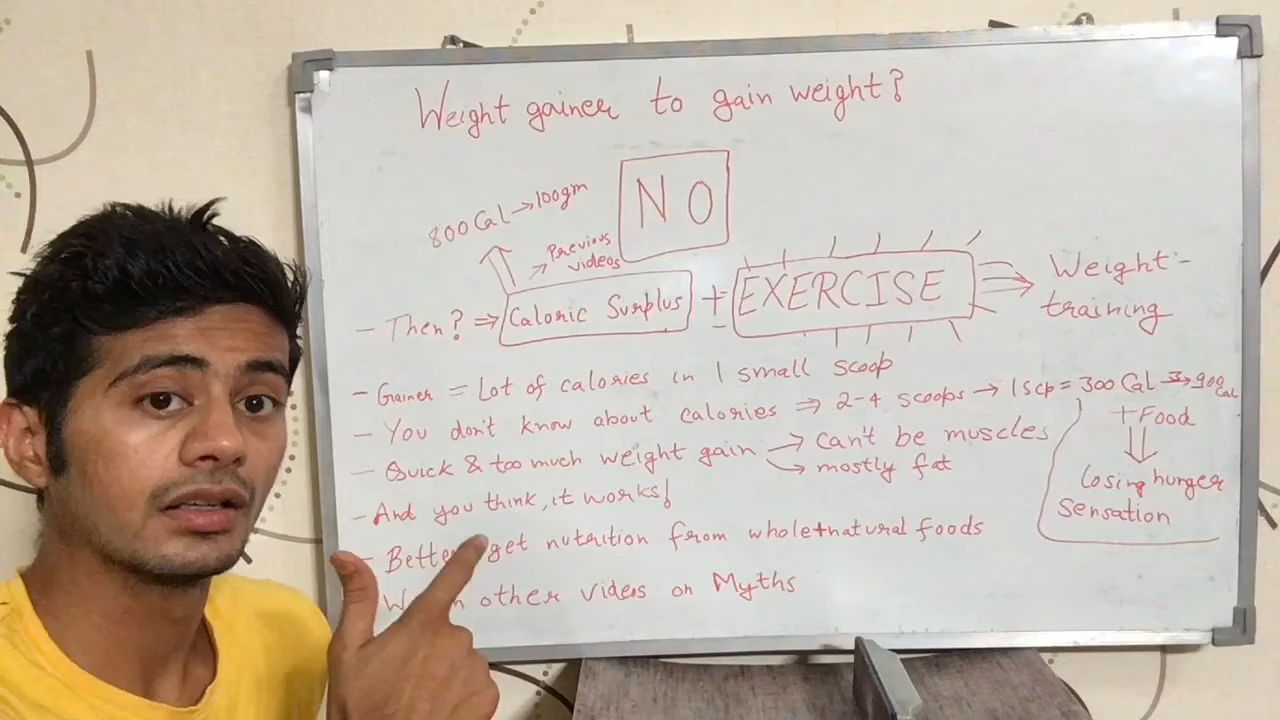 Weight gainer to gain weight?
NO
800 Cal → 100gm
→ Previous videos
- Then? ⇒ Caloric Surplus + EXERCISE ⇒ Weight-training
- Gainer = Lot of calories in 1 small scoop
- You don't know about calories ⇒ 2-4 scoops → 1 scp = 300 Cal → 900 Cal
+ Food
⇓
Losing hunger
sensation
- Quick & too much weight gain → can't be muscles
→ mostly fat
- And you think, it works!
- Better get nutrition from whole+natural foods
other videos on Myths